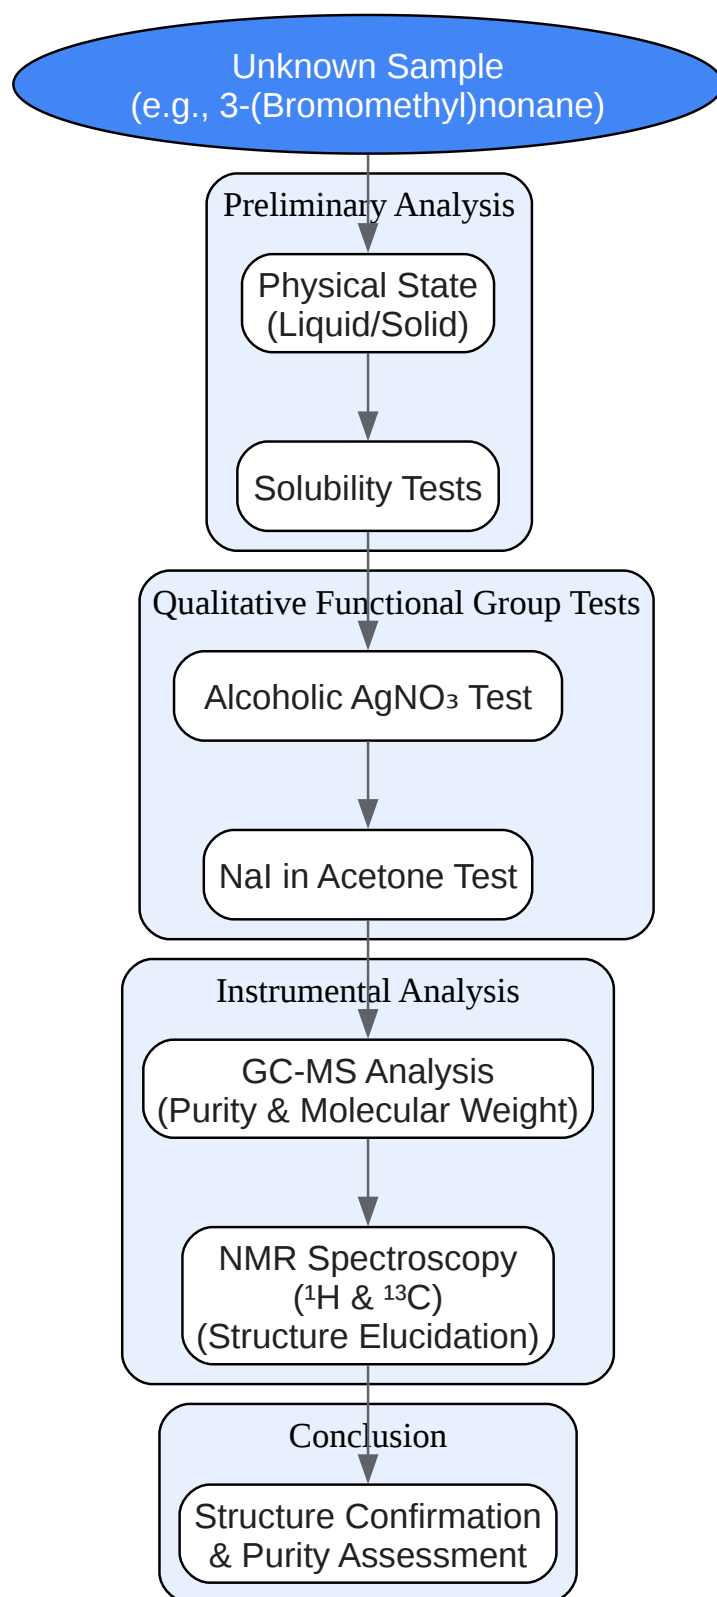 Unknown Sample
(e.g., 3-(Bromomethyl)nonane)
Preliminary Analysis
Physical State
(Liquid/Solid)
Solubility Tests
Qualitative Functional Group Tests
Alcoholic AgNO₃ Test
NaI in Acetone Test
Instrumental Analysis
GC-MS Analysis
(Purity & Molecular Weight)
NMR Spectroscopy
(¹H & ¹³C)
(Structure Elucidation)
Conclusion
Structure Confirmation
& Purity Assessment